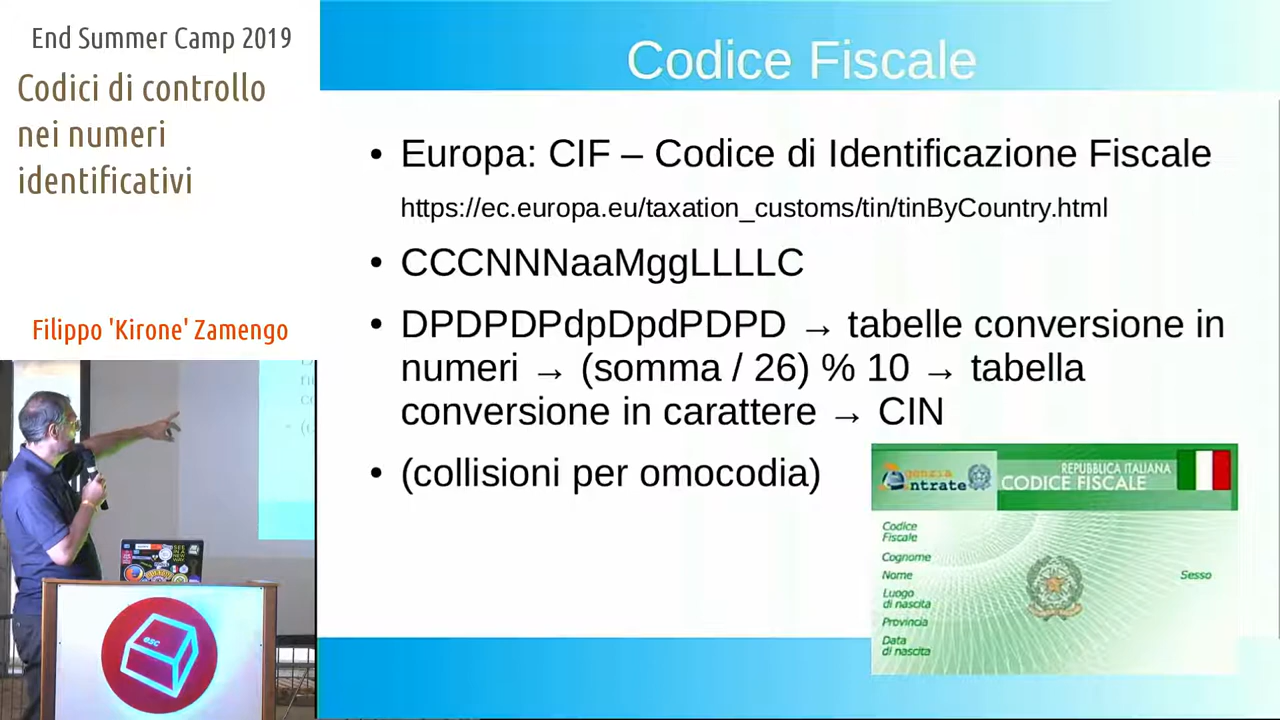 End Summer Camp 2019
Codici di controllo
nei numeri
identificativi
Filippo 'Kirone' Zamengo
esc
Codice Fiscale
• Europa: CIF – Codice di Identificazione Fiscale
https://ec.europa.eu/taxation_customs/tin/tinByCountry.html
• CCCNNNaaMggLLLLC
• DPDPDPdpDpdPDPD → tabelle conversione in
numeri → (somma / 26) % 10 → tabella
conversione in carattere → CIN
• (collisioni per omocodia)
genzia
ntrate
REPUBBLICA ITALIANA
CODICE FISCALE
Codice
Fiscale
Cognome
Nome
Sesso
Luogo
di nascita
Provincia
Data
di nascita